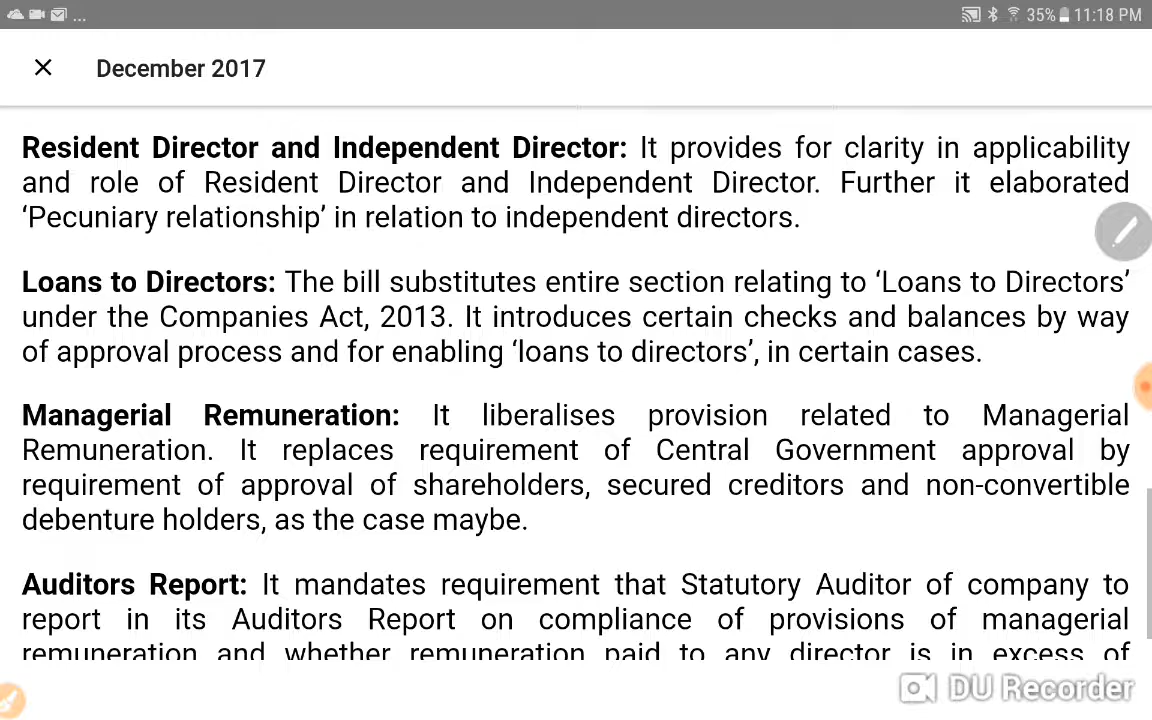 ... 35% 11:18 PM
December 2017
Resident Director and Independent Director: It provides for clarity in applicability
and role of Resident Director and Independent Director. Further it elaborated
‘Pecuniary relationship’ in relation to independent directors.
Loans to Directors: The bill substitutes entire section relating to ‘Loans to Directors’
under the Companies Act, 2013. It introduces certain checks and balances by way
of approval process and for enabling ‘loans to directors’, in certain cases.
Managerial Remuneration: It liberalises provision related to Managerial
Remuneration. It replaces requirement of Central Government approval by
requirement of approval of shareholders, secured creditors and non-convertible
debenture holders, as the case maybe.
Auditors Report: It mandates requirement that Statutory Auditor of company to
report in its Auditors Report on compliance of provisions of managerial
remuneration and whether remuneration paid to any director is in excess of
DU Recorder